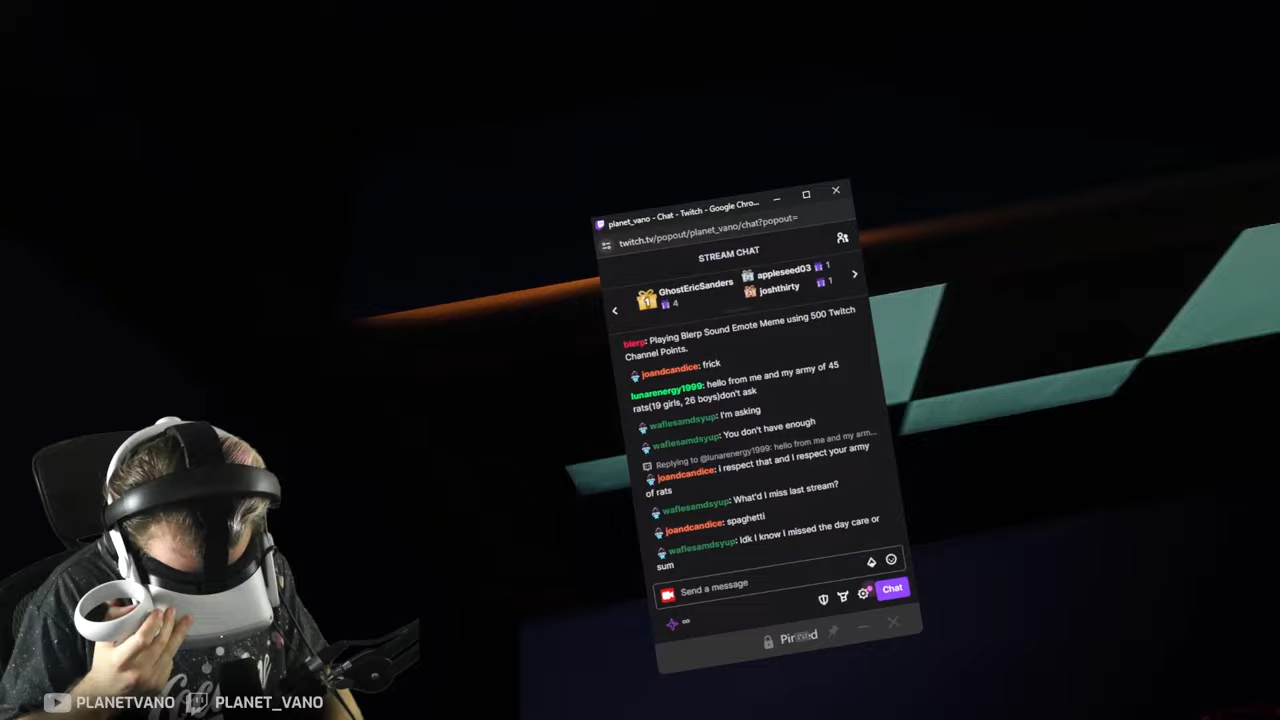 planet_vano - Chat - Twitch - Google Chro...
twitch.tv/popout/planet_vano/chat?popout=
STREAM CHAT
1 GhostEricSanders 4
appleseed03 1
joshthirty 1
blerp: Playing Blerp Sound Emote Meme using 500 Twitch
Channel Points.
joandcandice: frick
lunarenergy1999: hello from me and my army of 45
rats(19 girls, 26 boys)don't ask
waflesamdsyup: I'm asking
waflesamdsyup: You don't have enough
Replying to @lunarenergy1999: hello from me and my arm...
joandcandice: I respect that and I respect your army
of rats
waflesamdsyup: What'd I miss last stream?
joandcandice: spaghetti
waflesamdsyup: Idk I know I missed the day care or
sum
Send a message
Chat
∞
Pinned
PLANETVANO PLANET_VANO